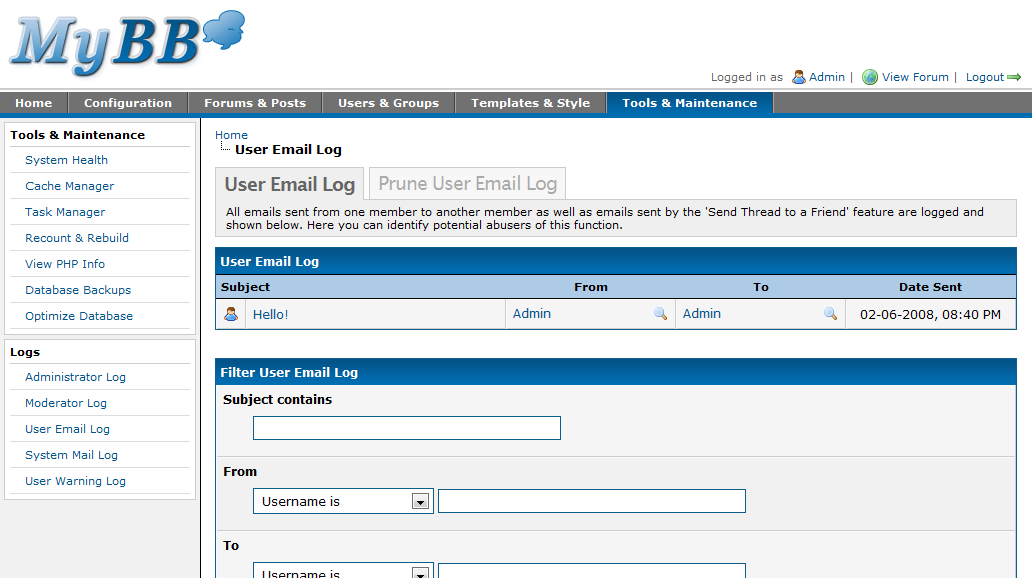 MyBB
Logged in as Admin | View Forum | Logout
Home Configuration Forums & Posts Users & Groups Templates & Style Tools & Maintenance
Tools & Maintenance
System Health
Cache Manager
Task Manager
Recount & Rebuild
View PHP Info
Database Backups
Optimize Database
Logs
Administrator Log
Moderator Log
User Email Log
System Mail Log
User Warning Log
Home
User Email Log
User Email Log Prune User Email Log
All emails sent from one member to another member as well as emails sent by the 'Send Thread to a Friend' feature are logged and
shown below. Here you can identify potential abusers of this function.
User Email Log
Subject From To Date Sent
Hello! Admin Admin 02-06-2008, 08:40 PM
Filter User Email Log
Subject contains
From
Username is
To
Username is